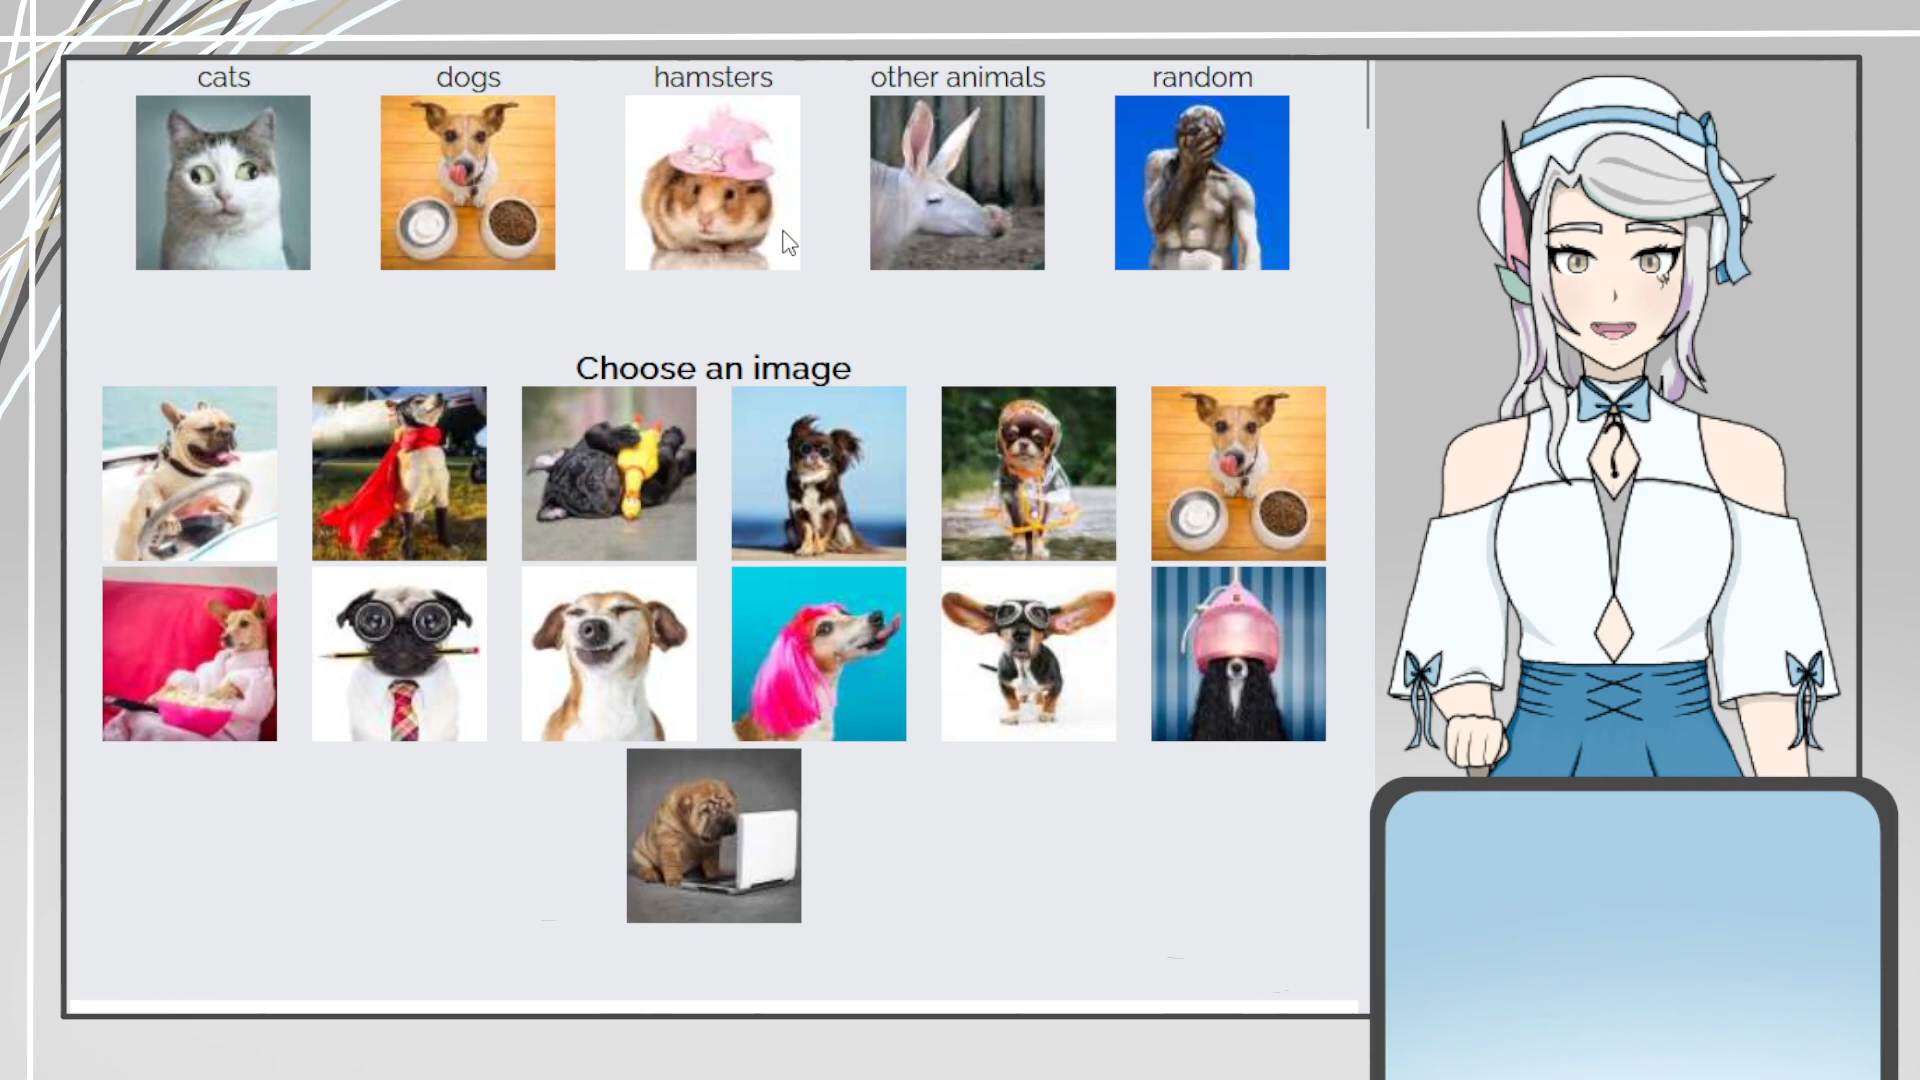 cats
dogs
hamsters
other animals
random
Choose an image